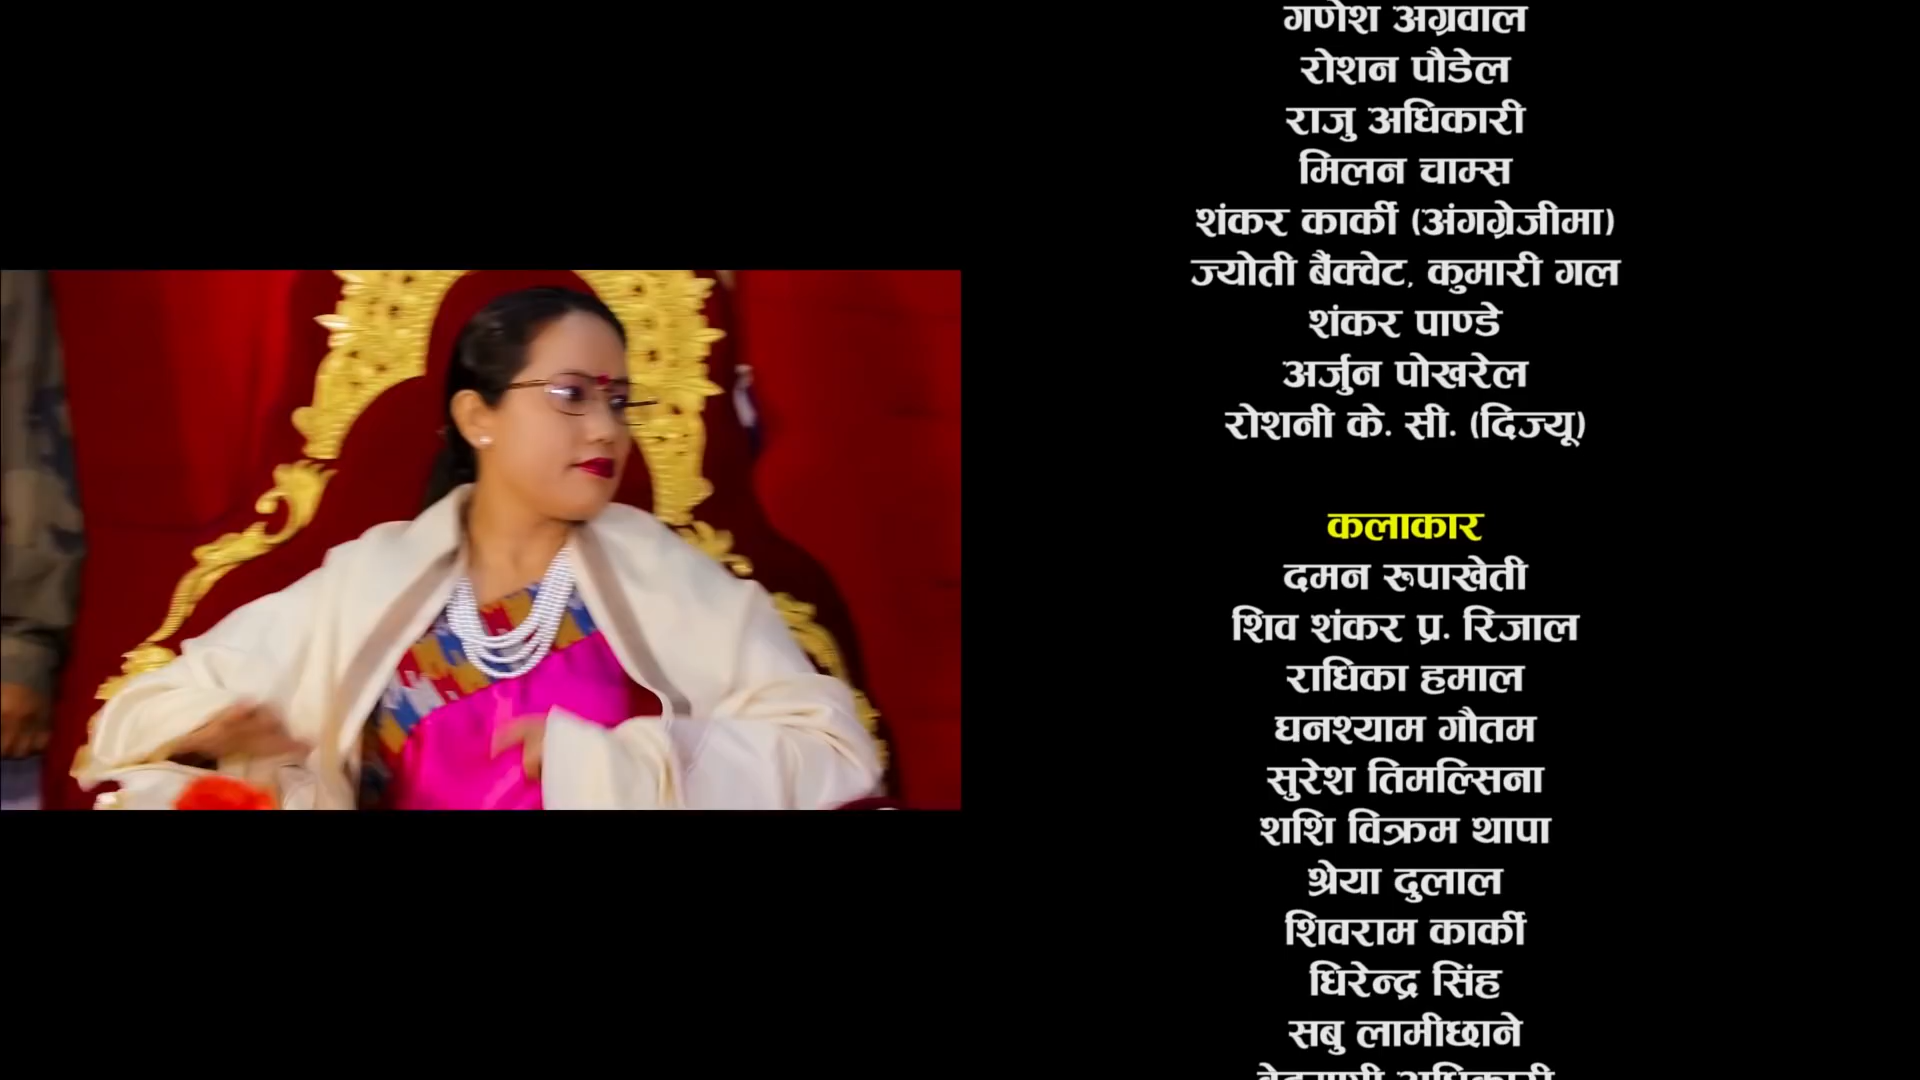 गणेश अग्रवाल
रोशन पौडेल
राजु अधिकारी
मिलन चाम्स
शंकर कार्की (अंगग्रेजीमा)
ज्योती बैंक्वेट, कुमारी गल
शंकर पाण्डे
अर्जुन पोखरेल
रोशनी के. सी. (दिज्यू)
कलाकार
दमन रुपाखेती
शिव शंकर प्र. रिजाल
राधिका हमाल
घनश्याम गौतम
सुरेश तिमल्सिना
शशि विक्रम थापा
श्रेया दुलाल
शिवराम कार्की
धिरेन्द्र सिंह
सबु लामीछाने
अधिकारी